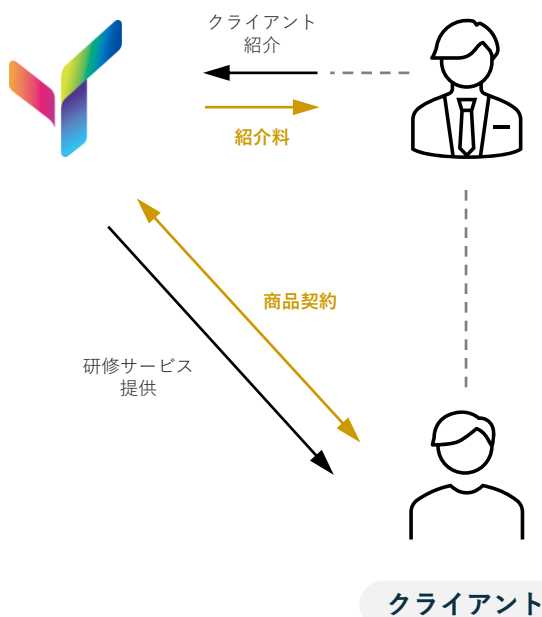 クライアント
紹介
紹介料
商品契約
研修サービス
提供
クライアント